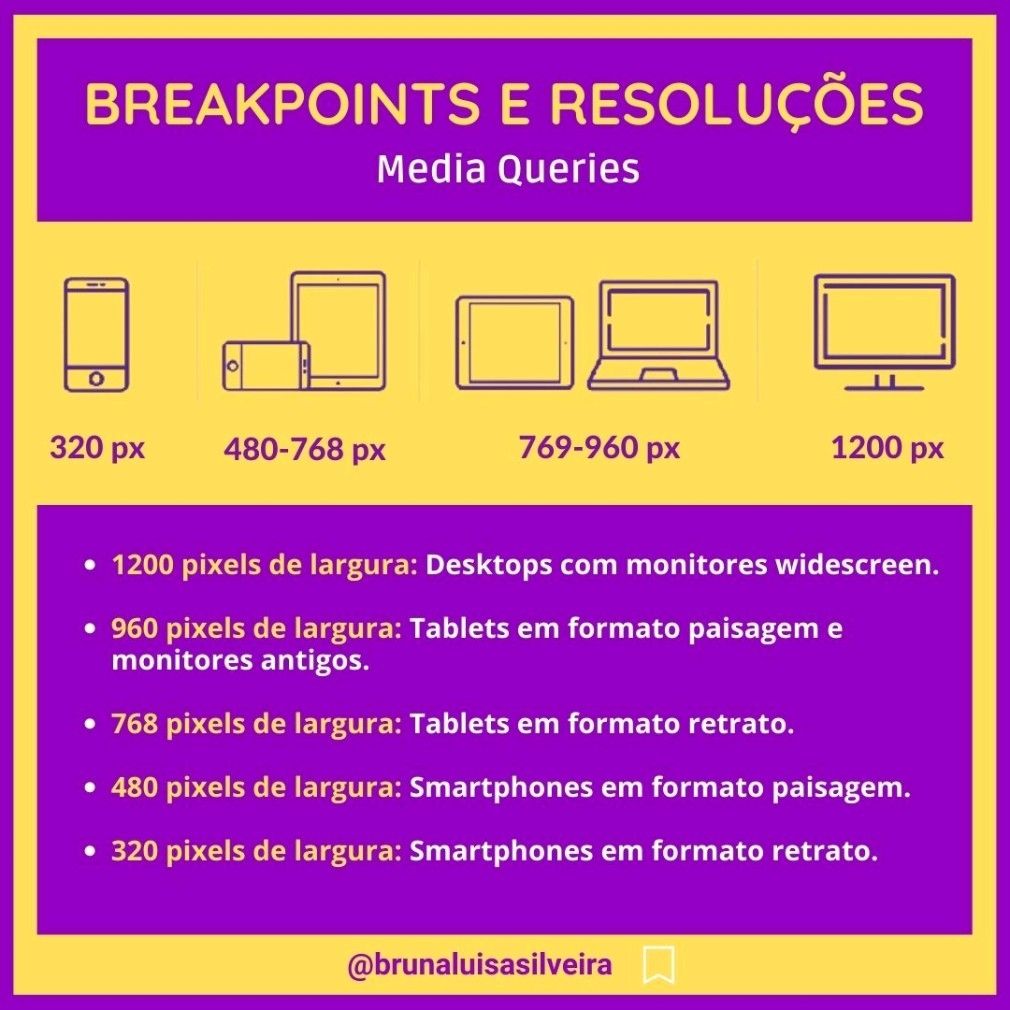 BREAKPOINTS E RESOLUÇÕES
Media Queries
320 px
480-768 px
769-960 px
1200 px
• 1200 pixels de largura: Desktops com monitores widescreen.
• 960 pixels de largura: Tablets em formato paisagem e
monitores antigos.
• 768 pixels de largura: Tablets em formato retrato.
• 480 pixels de largura: Smartphones em formato paisagem.
• 320 pixels de largura: Smartphones em formato retrato.
@brunaluisasilveira